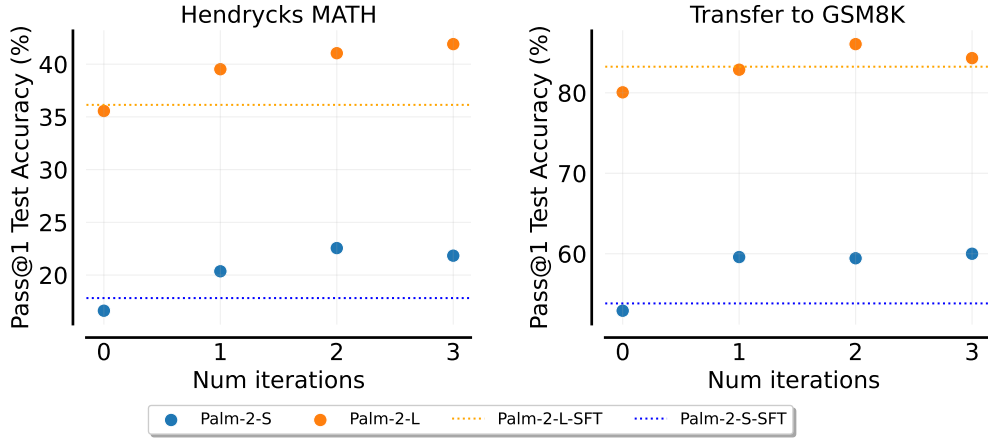 Hendrycks MATH
Pass@1 Test Accuracy (%)
40
35
30
25
20
0 1 2 3
Num iterations
Transfer to GSM8K
Pass@1 Test Accuracy (%)
80
70
60
0 1 2 3
Num iterations
Palm-2-S Palm-2-L Palm-2-L-SFT Palm-2-S-SFT